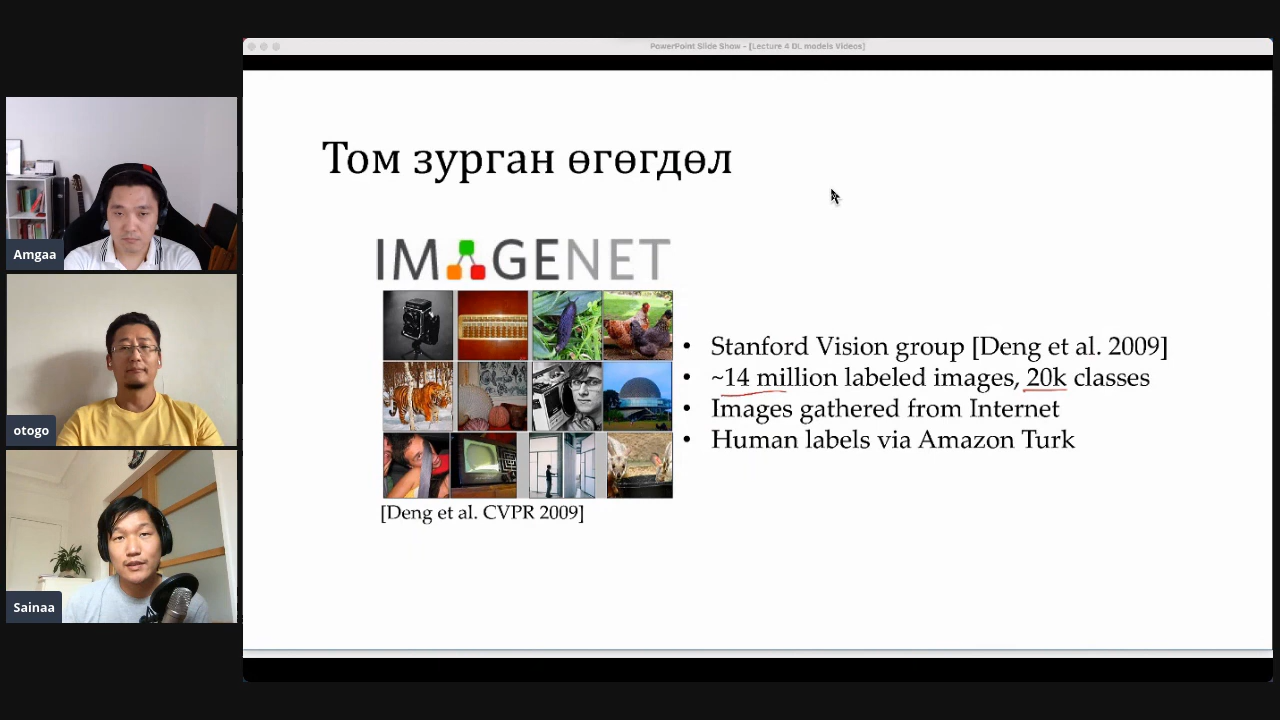 PowerPoint Slide Show - [Lecture 4 DL models Videos]
Том зурган өгөгдөл
IMAGENET
• Stanford Vision group [Deng et al. 2009]
• ~14 million labeled images, 20k classes
• Images gathered from Internet
• Human labels via Amazon Turk
[Deng et al. CVPR 2009]
Amgaa
otogo
Sainaa